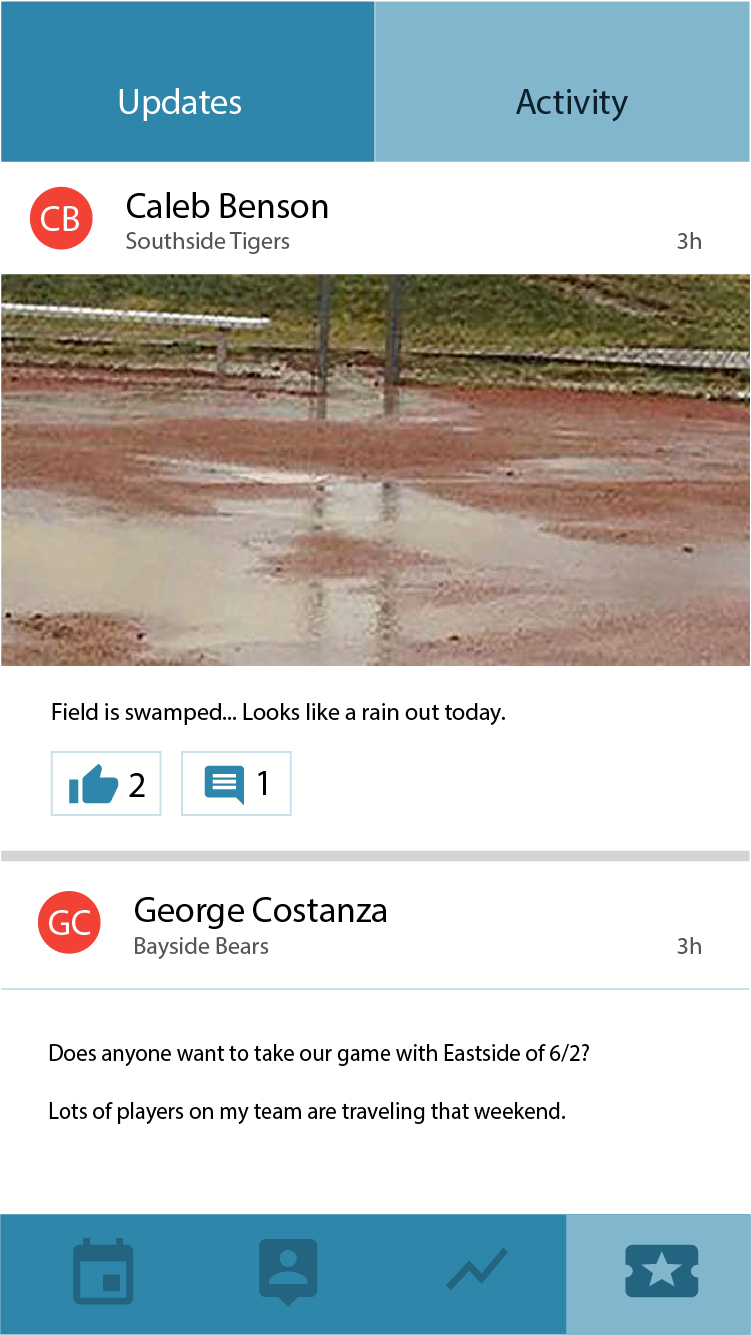 Updates
Activity
CB
Caleb Benson
Southside Tigers
3h
Field is swamped... Looks like a rain out today.
2
1
GC
George Costanza
Bayside Bears
3h
Does anyone want to take our game with Eastside of 6/2?
Lots of players on my team are traveling that weekend.